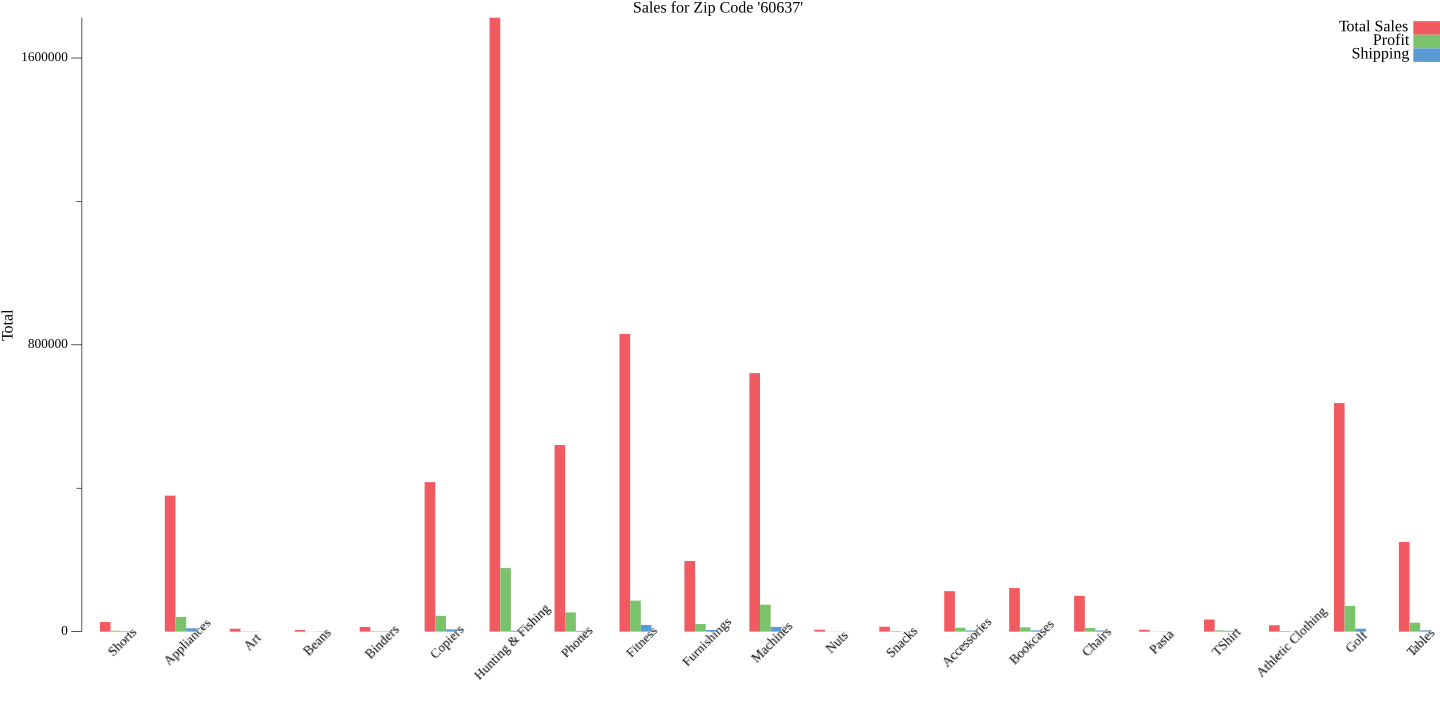 Sales for Zip Code '60637'
Total Sales
Profit
Shipping
1600000
800000
0
Total
Shorts
Appliances
Art
Beans
Binders
Copiers
Hunting & Fishing
Phones
Fitness
Furnishings
Machines
Nuts
Snacks
Accessories
Bookcases
Chairs
Pasta
TShirt
Athletic Clothing
Golf
Tables